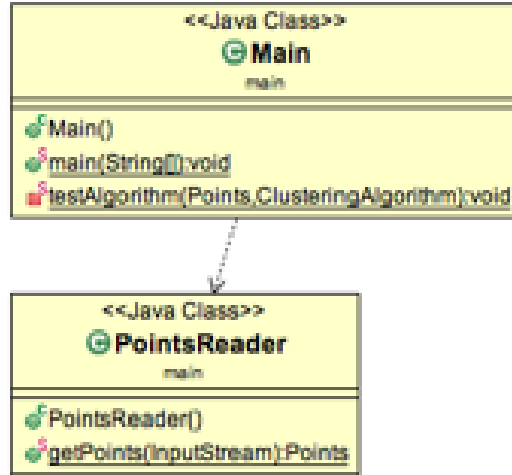 <<Java Class>>
Main
main
Main()
main(String[]):void
testAlgorithm(Points,ClusteringAlgorithm):void
<<Java Class>>
PointsReader
main
PointsReader()
getPoints(InputStream):Points